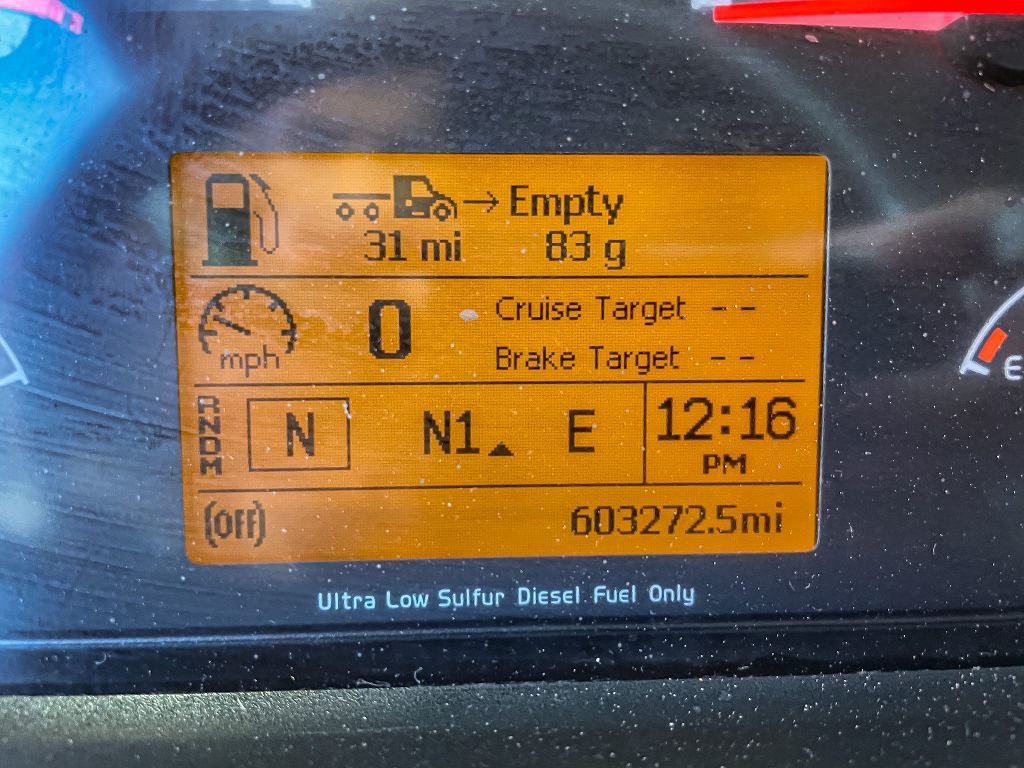 Empty
31 mi 83 g
mph 0 Cruise Target --
Brake Target --
RNDM N N1 E 12:16
PM
(Off) 603272.5mi
Ultra Low Sulfur Diesel Fuel Only
E